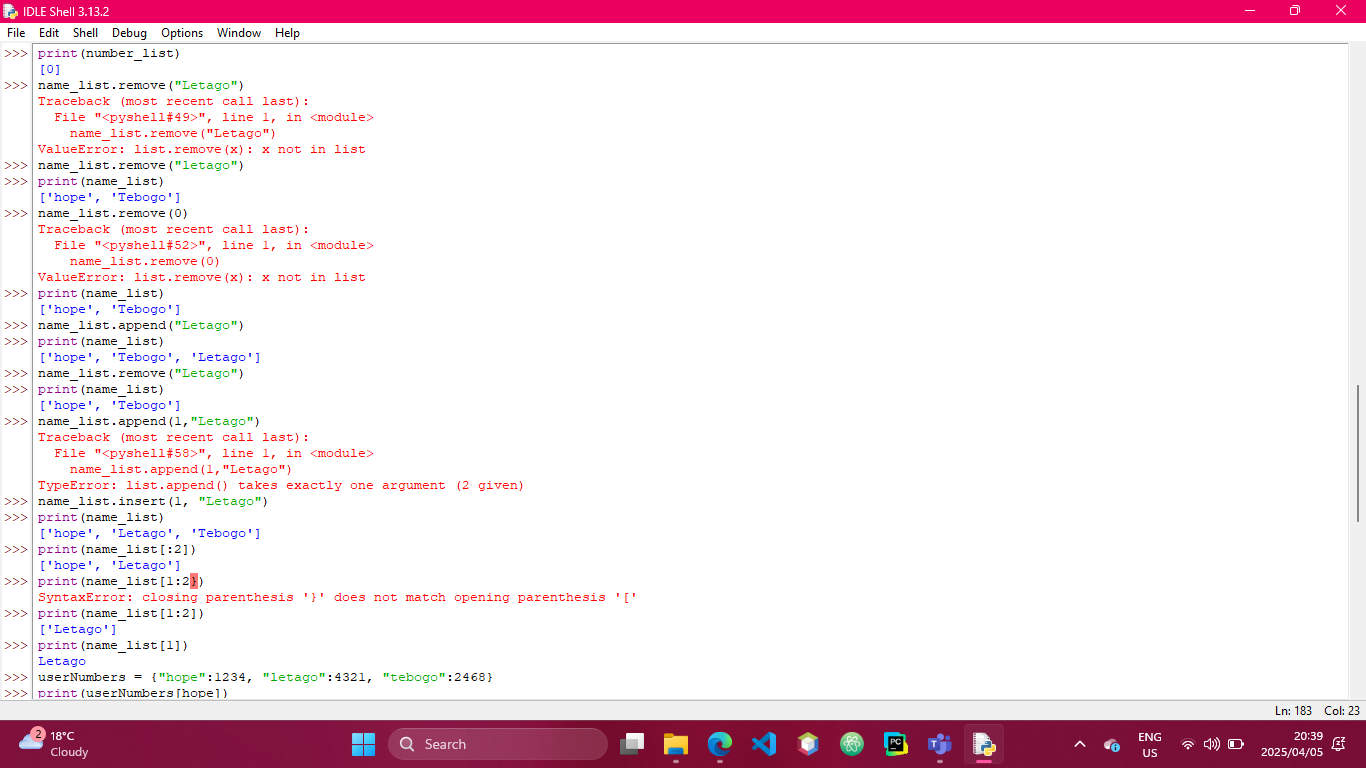 IDLE Shell 3.13.2
File Edit Shell Debug Options Window Help
>>> print(number_list)
[0]
>>> name_list.remove("Letago")
Traceback (most recent call last):
  File "<pyshell#49>", line 1, in <module>
    name_list.remove("Letago")
ValueError: list.remove(x): x not in list
>>> name_list.remove("letago")
>>> print(name_list)
['hope', 'Tebogo']
>>> name_list.remove(0)
Traceback (most recent call last):
  File "<pyshell#52>", line 1, in <module>
    name_list.remove(0)
ValueError: list.remove(x): x not in list
>>> print(name_list)
['hope', 'Tebogo']
>>> name_list.append("Letago")
>>> print(name_list)
['hope', 'Tebogo', 'Letago']
>>> name_list.remove("Letago")
>>> print(name_list)
['hope', 'Tebogo']
>>> name_list.append(1,"Letago")
Traceback (most recent call last):
  File "<pyshell#58>", line 1, in <module>
    name_list.append(1,"Letago")
TypeError: list.append() takes exactly one argument (2 given)
>>> name_list.insert(1, "Letago")
>>> print(name_list)
['hope', 'Letago', 'Tebogo']
>>> print(name_list[:2])
['hope', 'Letago']
>>> print(name_list[1:2})
SyntaxError: closing parenthesis '}' does not match opening parenthesis '['
>>> print(name_list[1:2])
['Letago']
>>> print(name_list[1])
Letago
>>> userNumbers = {"hope":1234, "letago":4321, "tebogo":2468}
>>> print(userNumbers[hope])
Ln: 183 Col: 23
2
18°C
Cloudy
Search
PC
ENG
US
20:39
2025/04/05